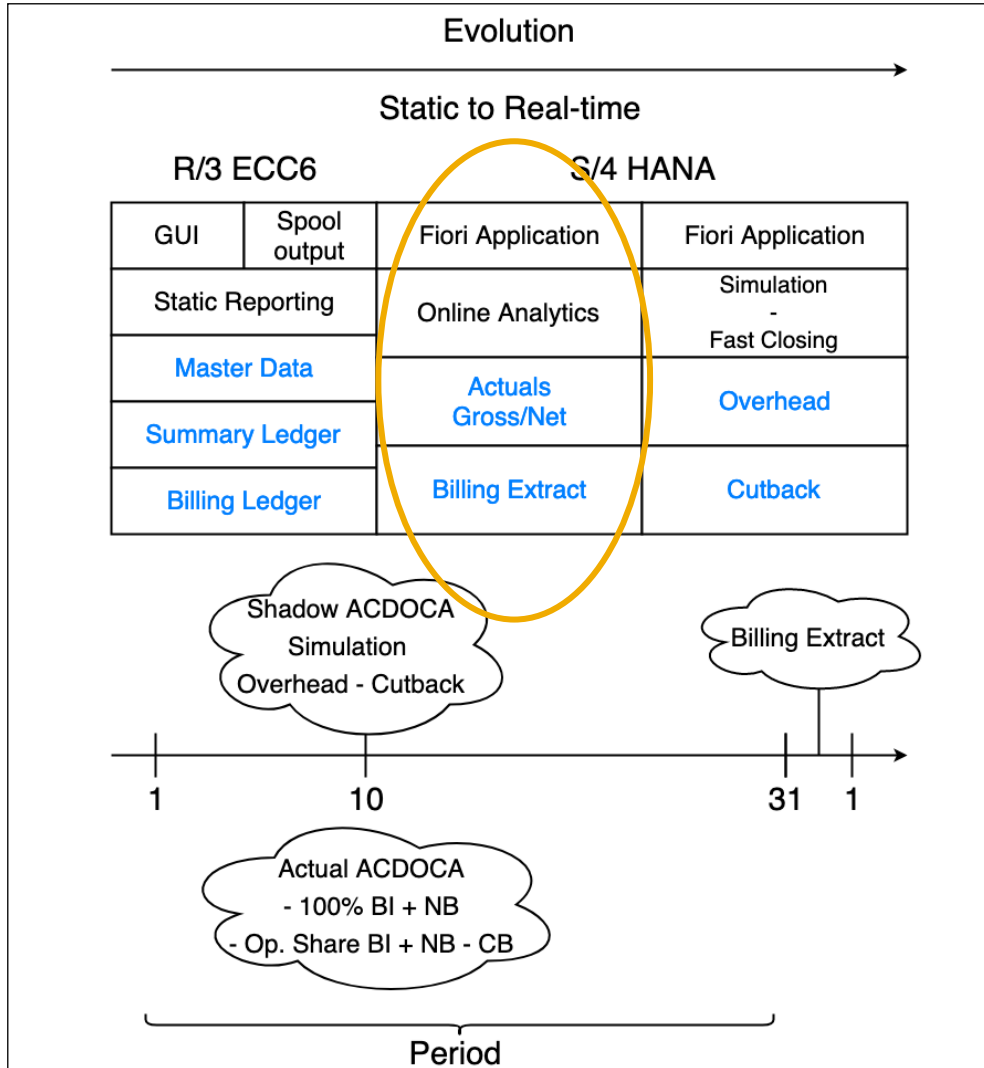 Evolution
Static to Real-time
R/3 ECC6
S/4 HANA
GUI
Spool
output
Fiori Application
Fiori Application
Static Reporting
Online Analytics
Simulation
-
Fast Closing
Master Data
Actuals
Gross/Net
Overhead
Summary Ledger
Billing Ledger
Billing Extract
Cutback
Shadow ACDOCA
Simulation
Overhead - Cutback
Billing Extract
1
10
31
1
Actual ACDOCA
- 100% BI + NB
- Op. Share BI + NB - CB
Period